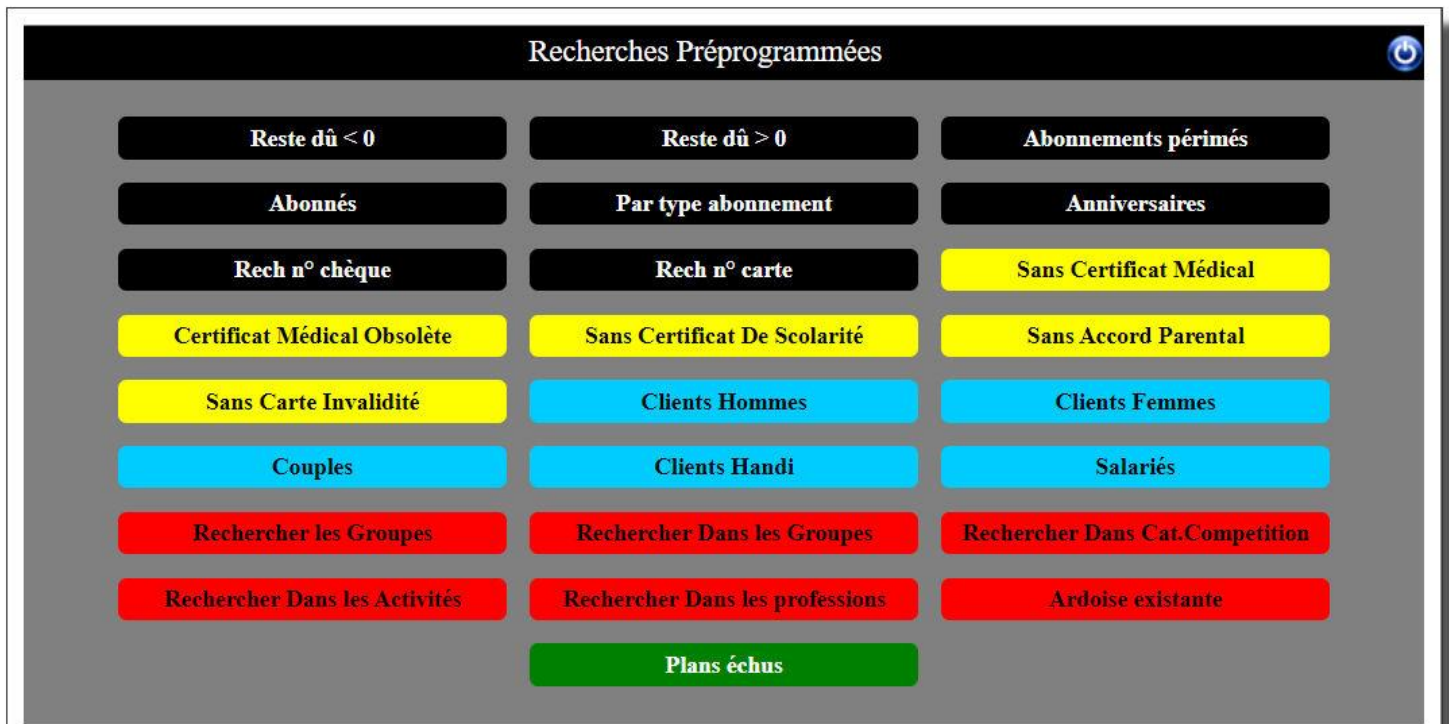 Recherches Préprogrammées
Reste dû < 0
Reste dû > 0
Abonnements périmés
Abonnés
Par type abonnement
Anniversaires
Rech n° chèque
Rech n° carte
Sans Certificat Médical
Certificat Médical Obsolète
Sans Certificat De Scolarité
Sans Accord Parental
Sans Carte Invalidité
Clients Hommes
Clients Femmes
Couples
Clients Handi
Salariés
Rechercher les Groupes
Rechercher Dans les Groupes
Rechercher Dans Cat.Competition
Rechercher Dans les Activités
Rechercher Dans les professions
Ardoise existante
Plans échus